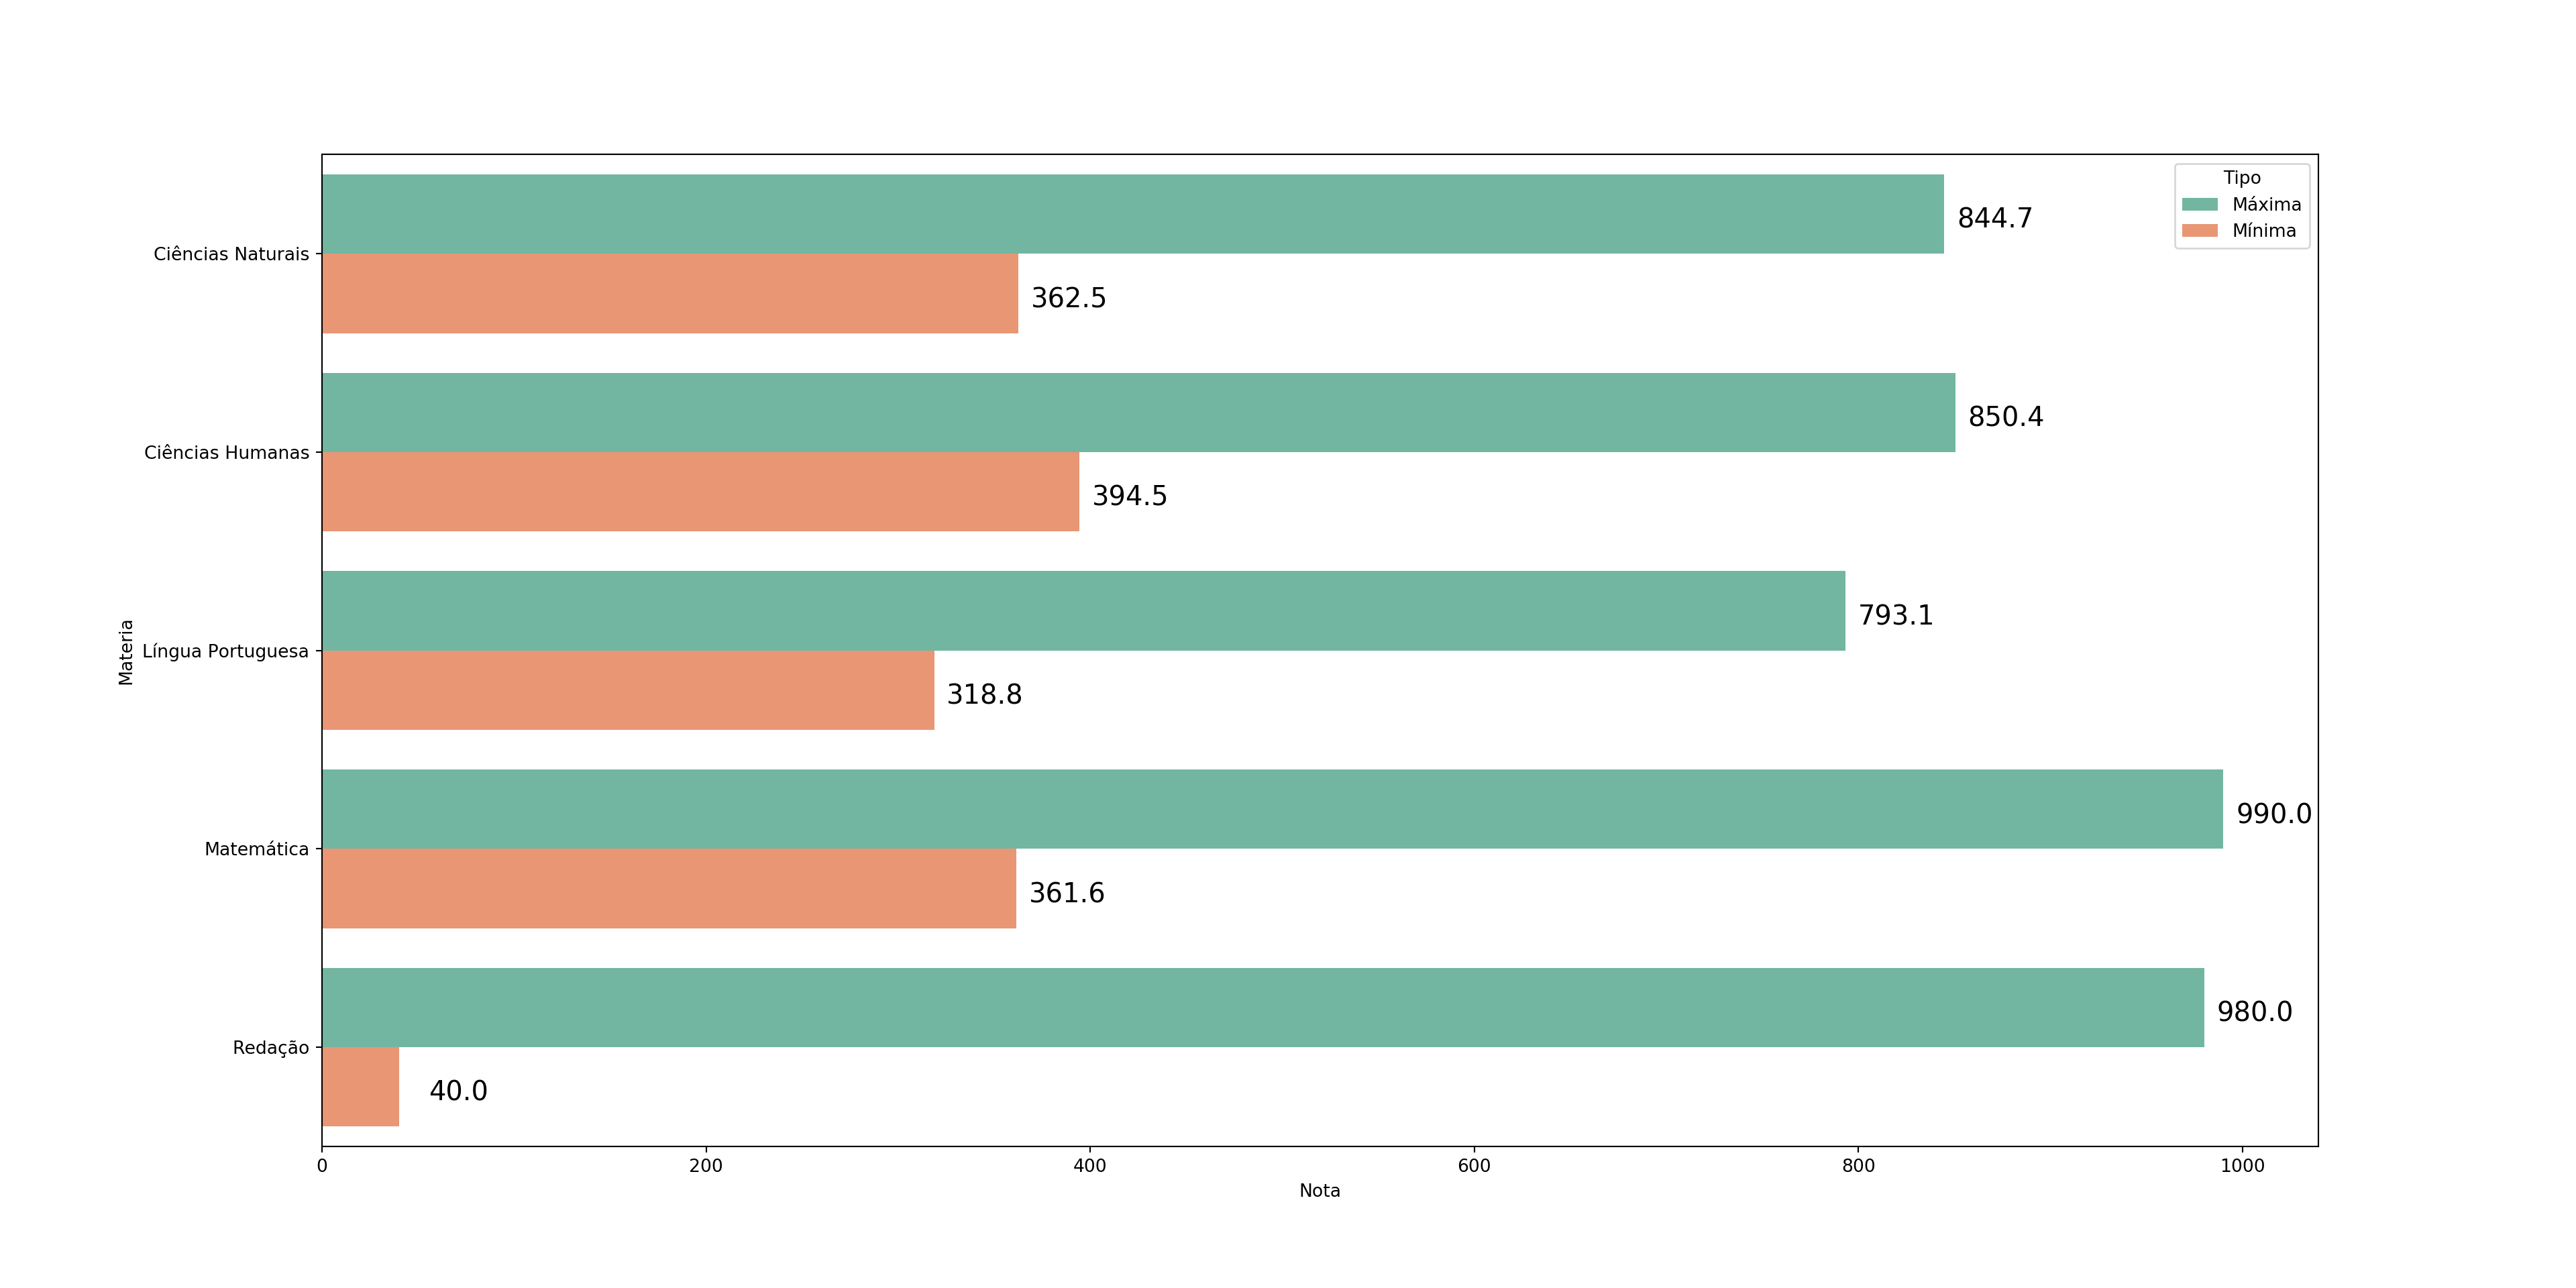 Tipo
Máxima
Mínima
Materia
Ciências Naturais
844.7
362.5
Ciências Humanas
850.4
394.5
Língua Portuguesa
793.1
318.8
Matemática
990.0
361.6
Redação
980.0
40.0
0 200 400 600 800 1000
Nota